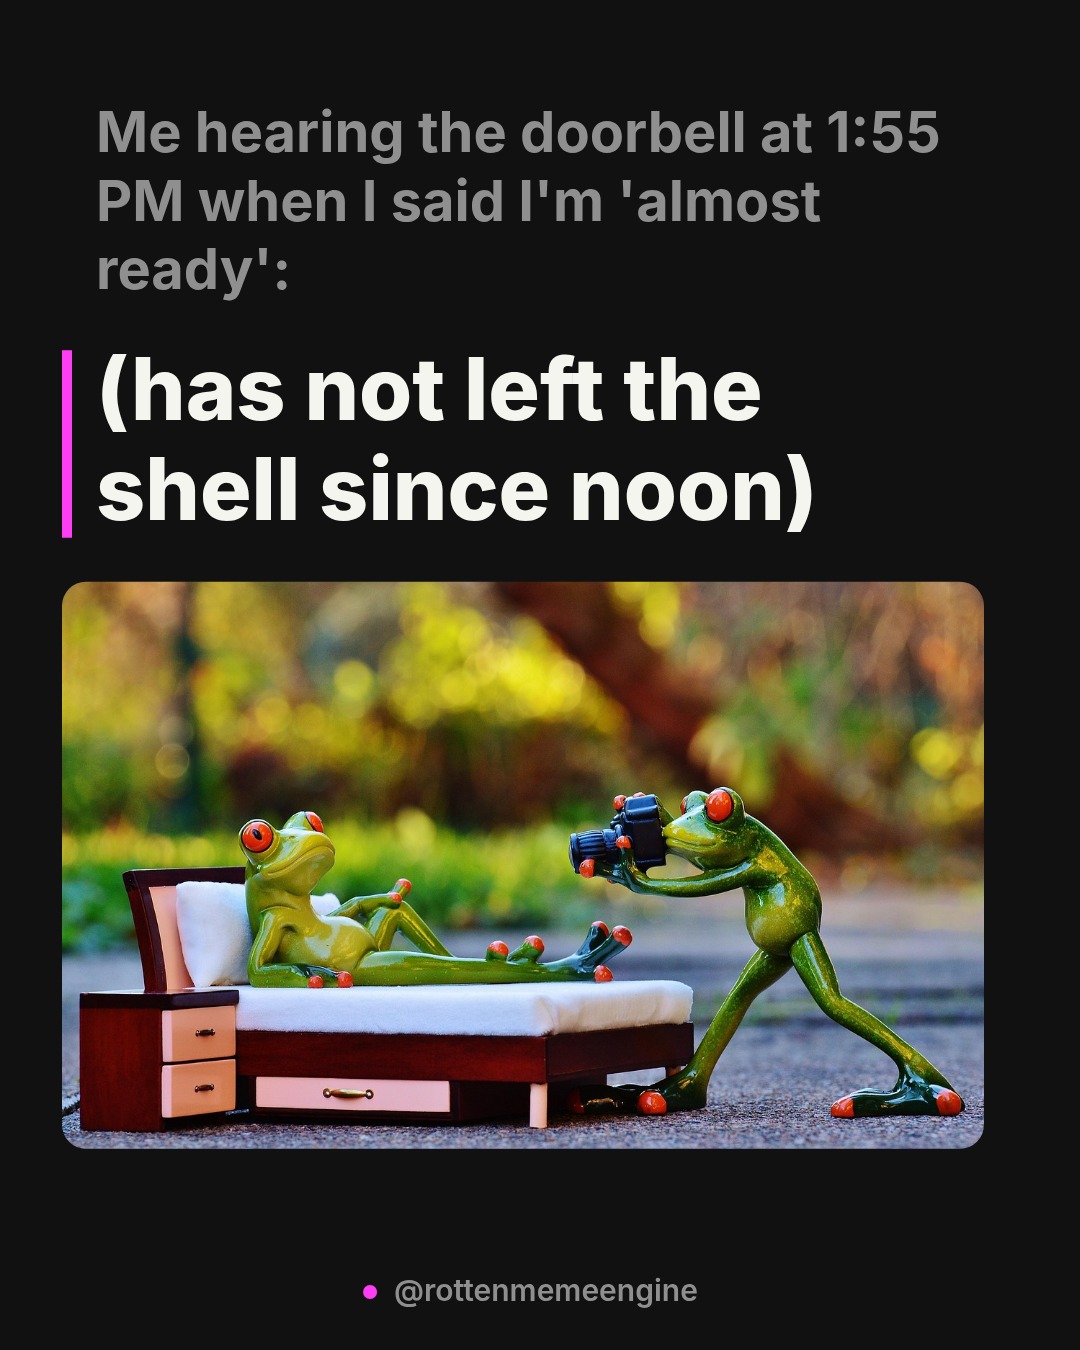 Me hearing the doorbell at 1:55
PM when I said I'm 'almost
ready':
(has not left the
shell since noon)
@rottenmemeengine